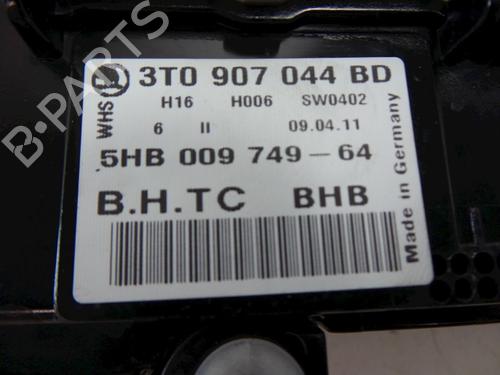 B-PARTS
WHS
3T0 907 044 BD
H16 H006 SW0402
6 II 09.04.11
5HB 009 749-64
B.H.TC BHB
Made in Germany